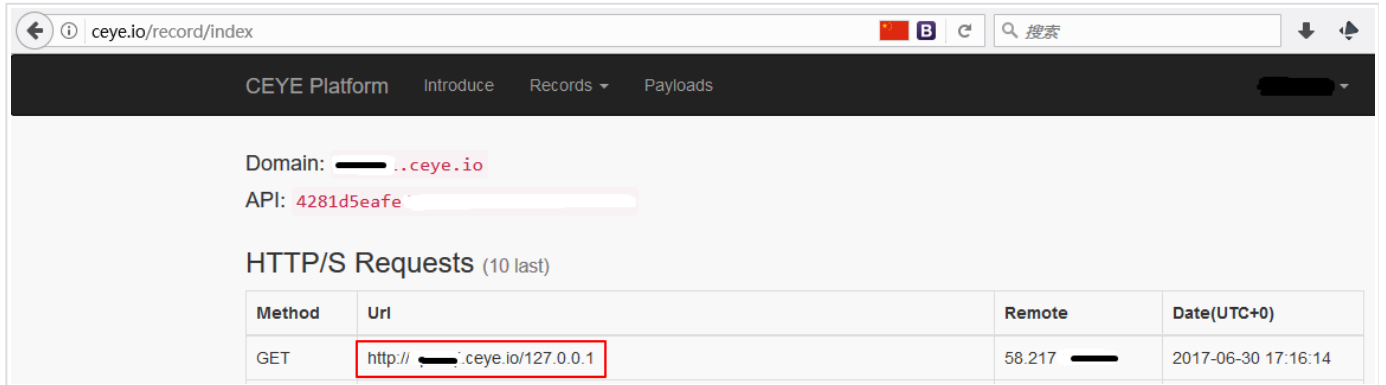 ceye.io/record/index
B
搜索
CEYE Platform Introduce Records Payloads
Domain: .ceye.io
API: 4281d5eafe
HTTP/S Requests (10 last)
Method Url Remote Date(UTC+0)
GET http:// .ceye.io/127.0.0.1 58.217 2017-06-30 17:16:14